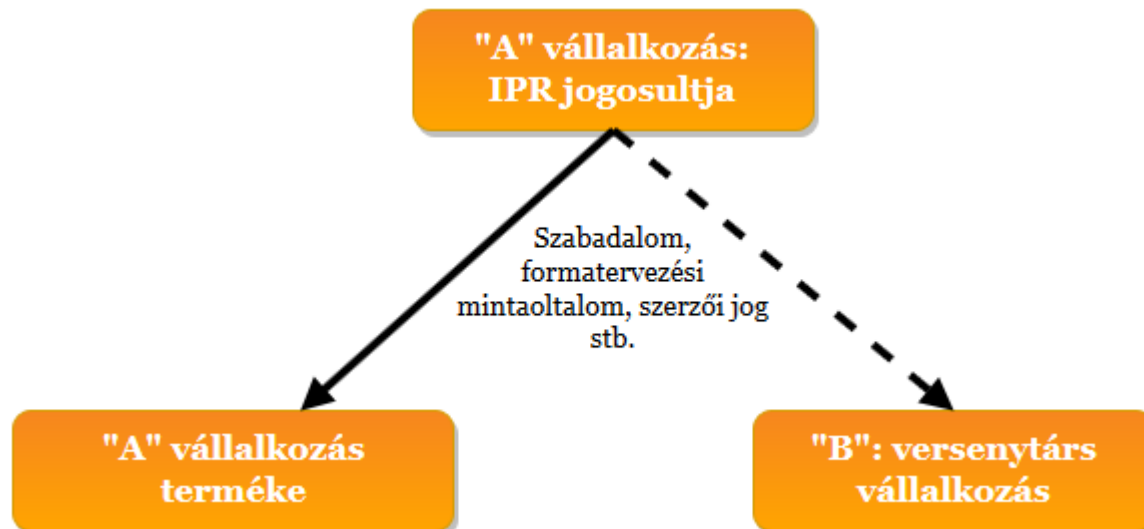 "A" vállalkozás:
IPR jogosultja
Szabadalom,
formatervezési
mintaoltalom, szerzői jog
stb.
"A" vállalkozás
terméke
"B": versenytárs
vállalkozás